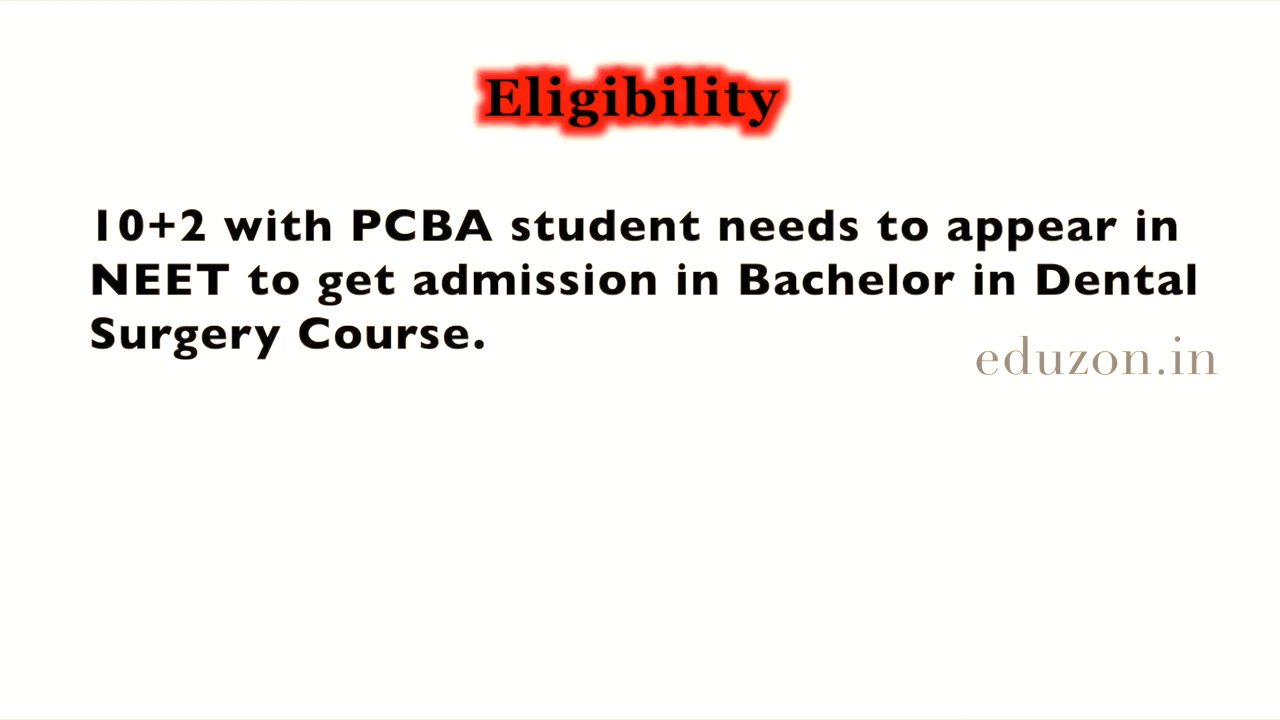 Eligibility
10+2 with PCBA student needs to appear in
NEET to get admission in Bachelor in Dental
Surgery Course.
eduzon.in